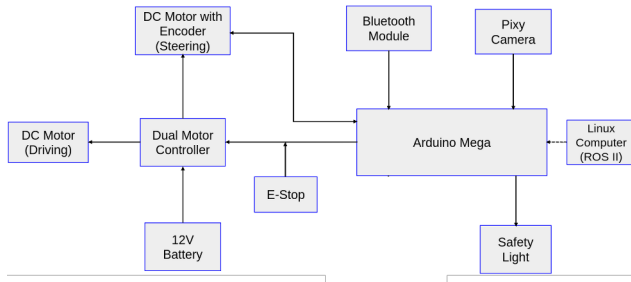 DC Motor with
Encoder
(Steering)
Bluetooth
Module
Pixy
Camera
DC Motor
(Driving)
Dual Motor
Controller
Arduino Mega
Linux
Computer
(ROS II)
E-Stop
12V
Battery
Safety
Light